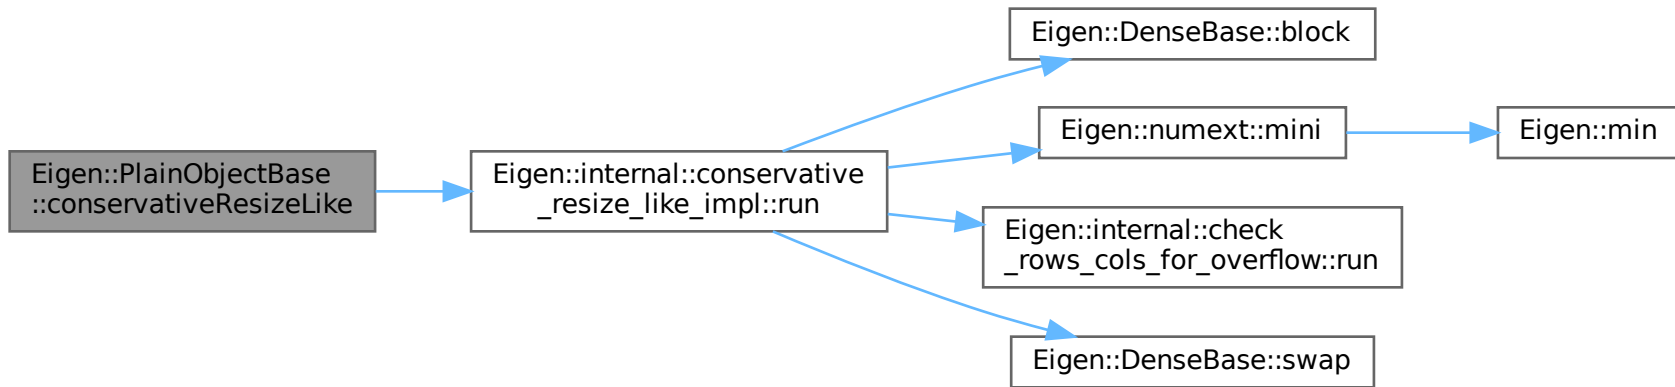 Eigen::PlainObjectBase
::conservativeResizeLike
Eigen::internal::conservative
_resize_like_impl::run
Eigen::DenseBase::block
Eigen::numext::mini
Eigen::min
Eigen::internal::check
_rows_cols_for_overflow::run
Eigen::DenseBase::swap